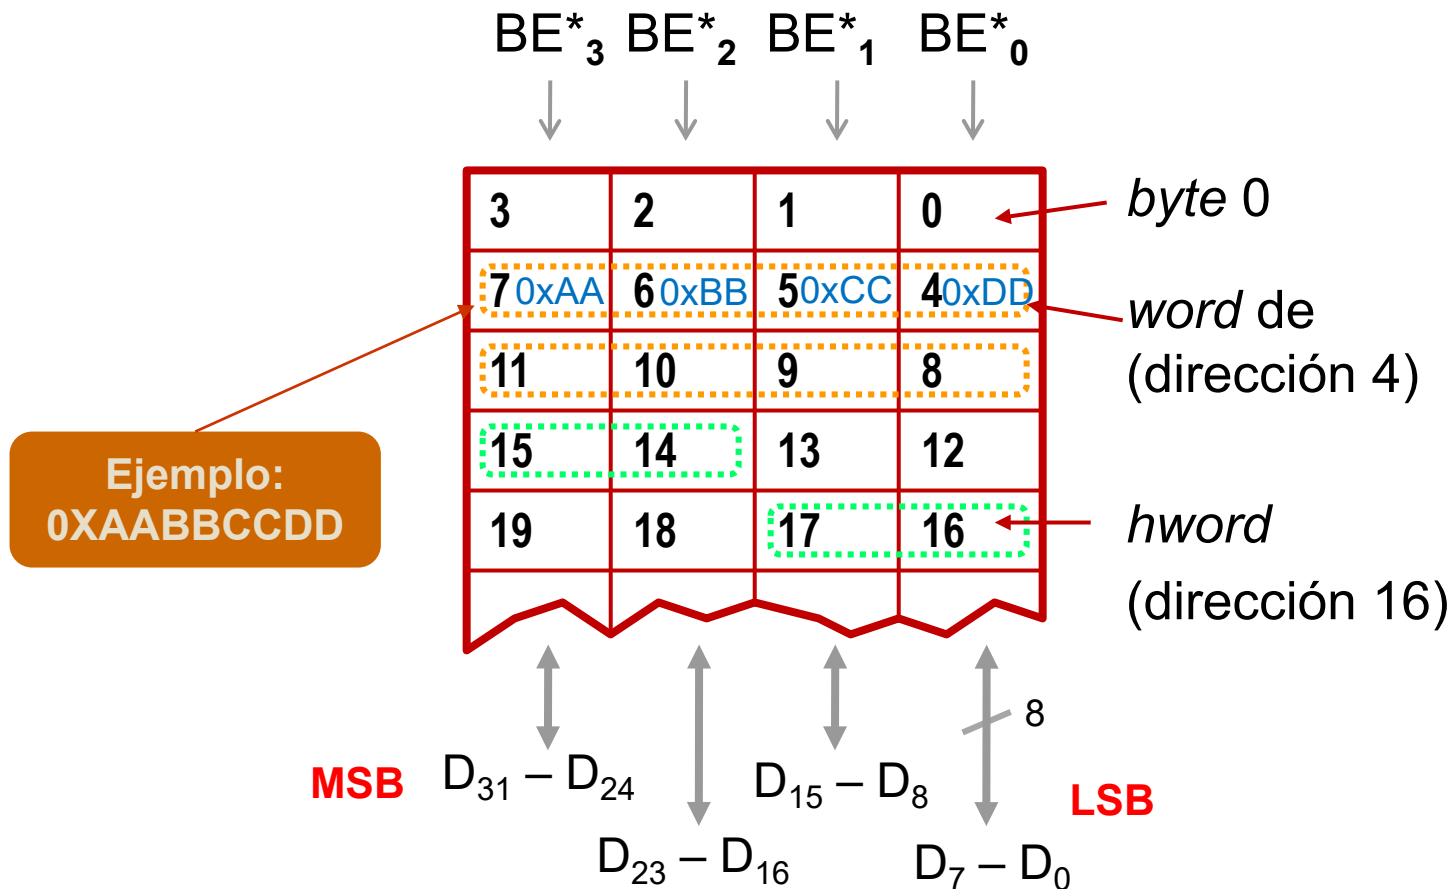 BE*3 BE*2 BE*1 BE*0
3 2 1 0
byte 0
7 0xAA 6 0xBB 5 0xCC 4 0xDD
word de
(dirección 4)
11 10 9 8
Ejemplo:
0XAABBCCDD
15 14 13 12
19 18 17 16
hword
(dirección 16)
8
MSB D31 – D24 D15 – D8 LSB
D23 – D16 D7 – D0